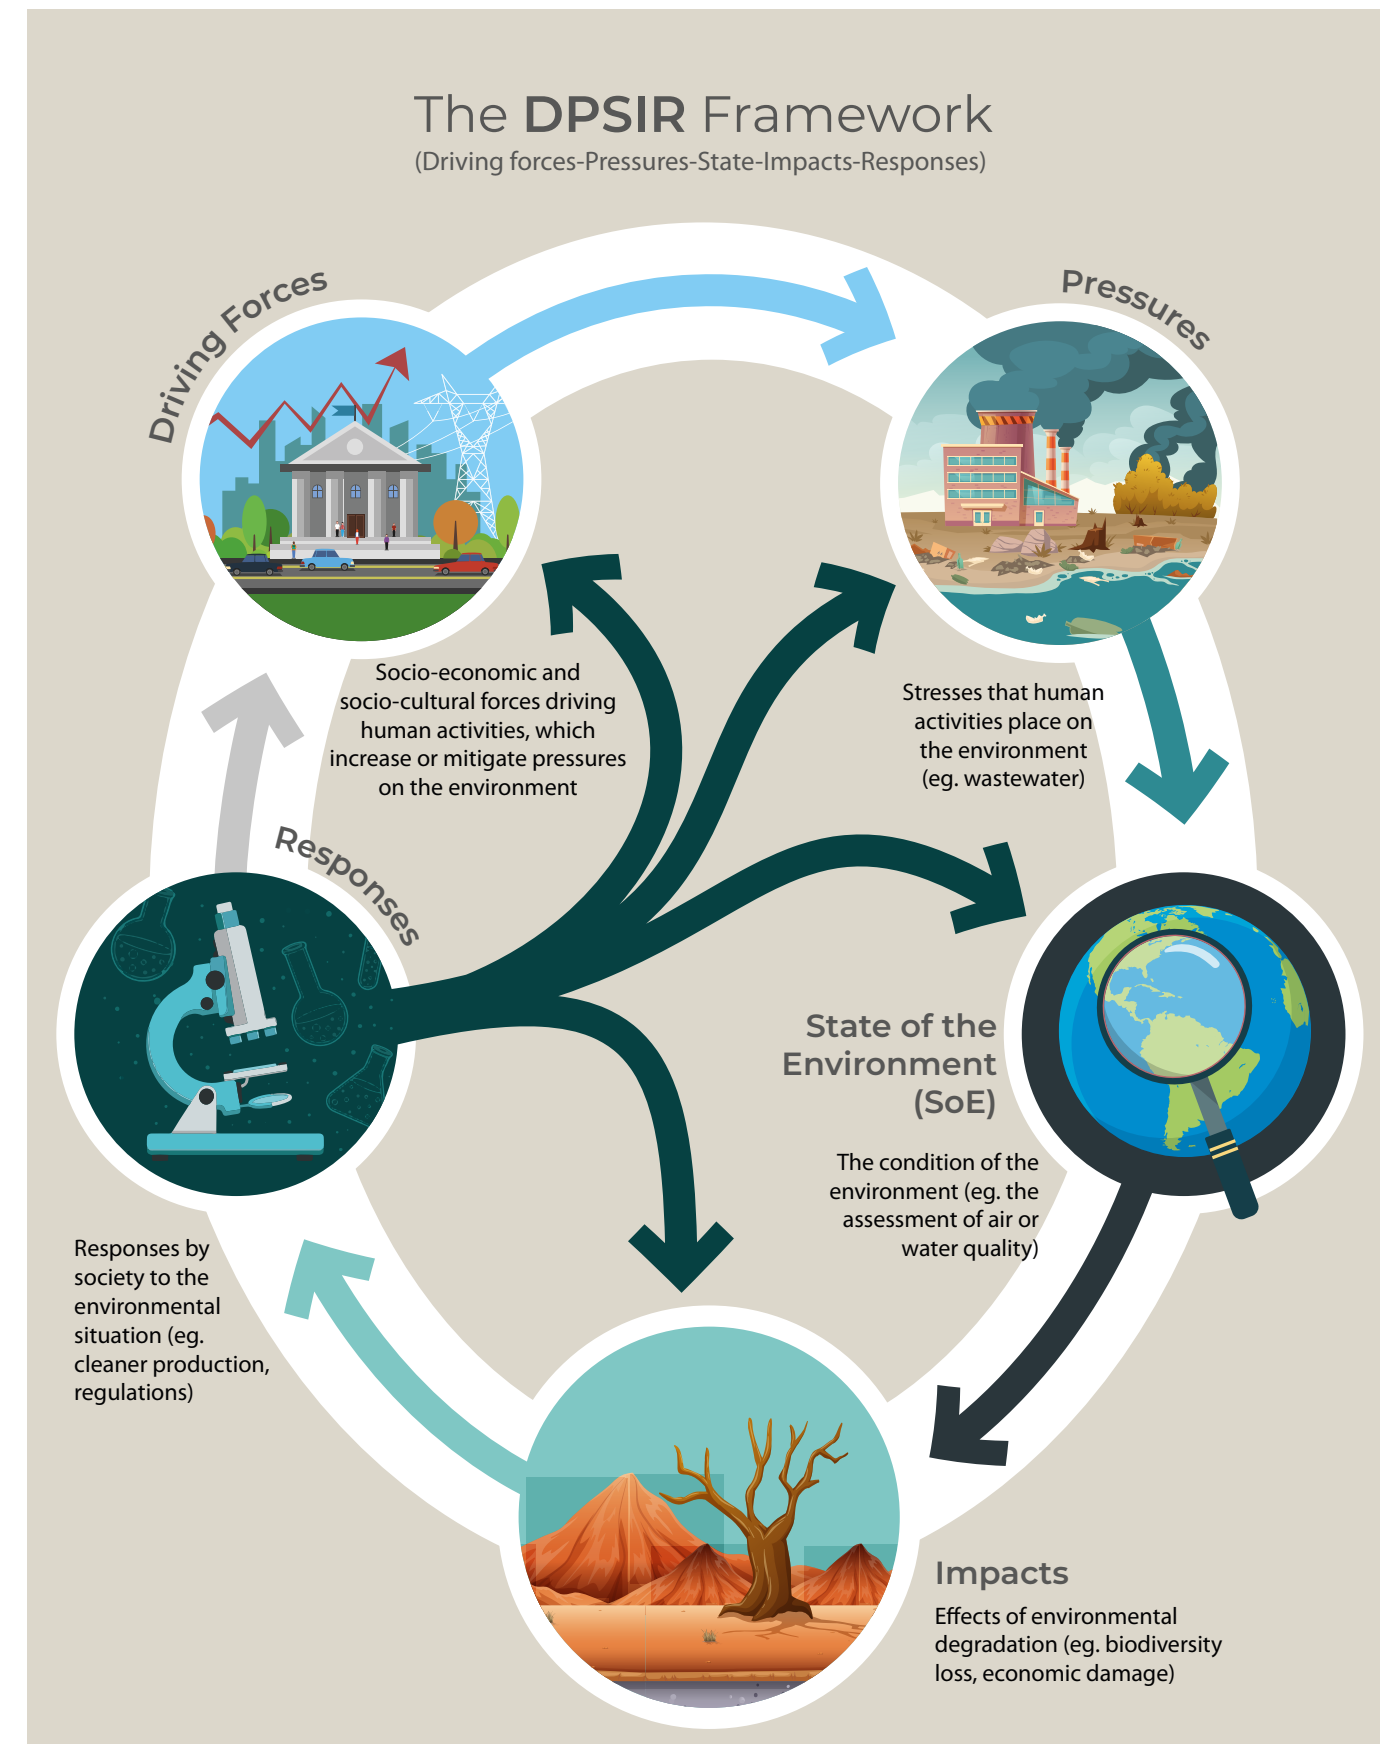 The DPSIR Framework
(Driving forces-Pressures-State-Impacts-Responses)
Driving Forces
Socio-economic and
socio-cultural forces driving
human activities, which
increase or mitigate pressures
on the environment
Pressures
Stresses that human
activities place on
the environment
(eg. wastewater)
State of the
Environment
(SoE)
The condition of the
environment (eg. the
assessment of air or
water quality)
Impacts
Effects of environmental
degradation (eg. biodiversity
loss, economic damage)
Responses
Responses by
society to the
environmental
situation (eg.
cleaner production,
regulations)